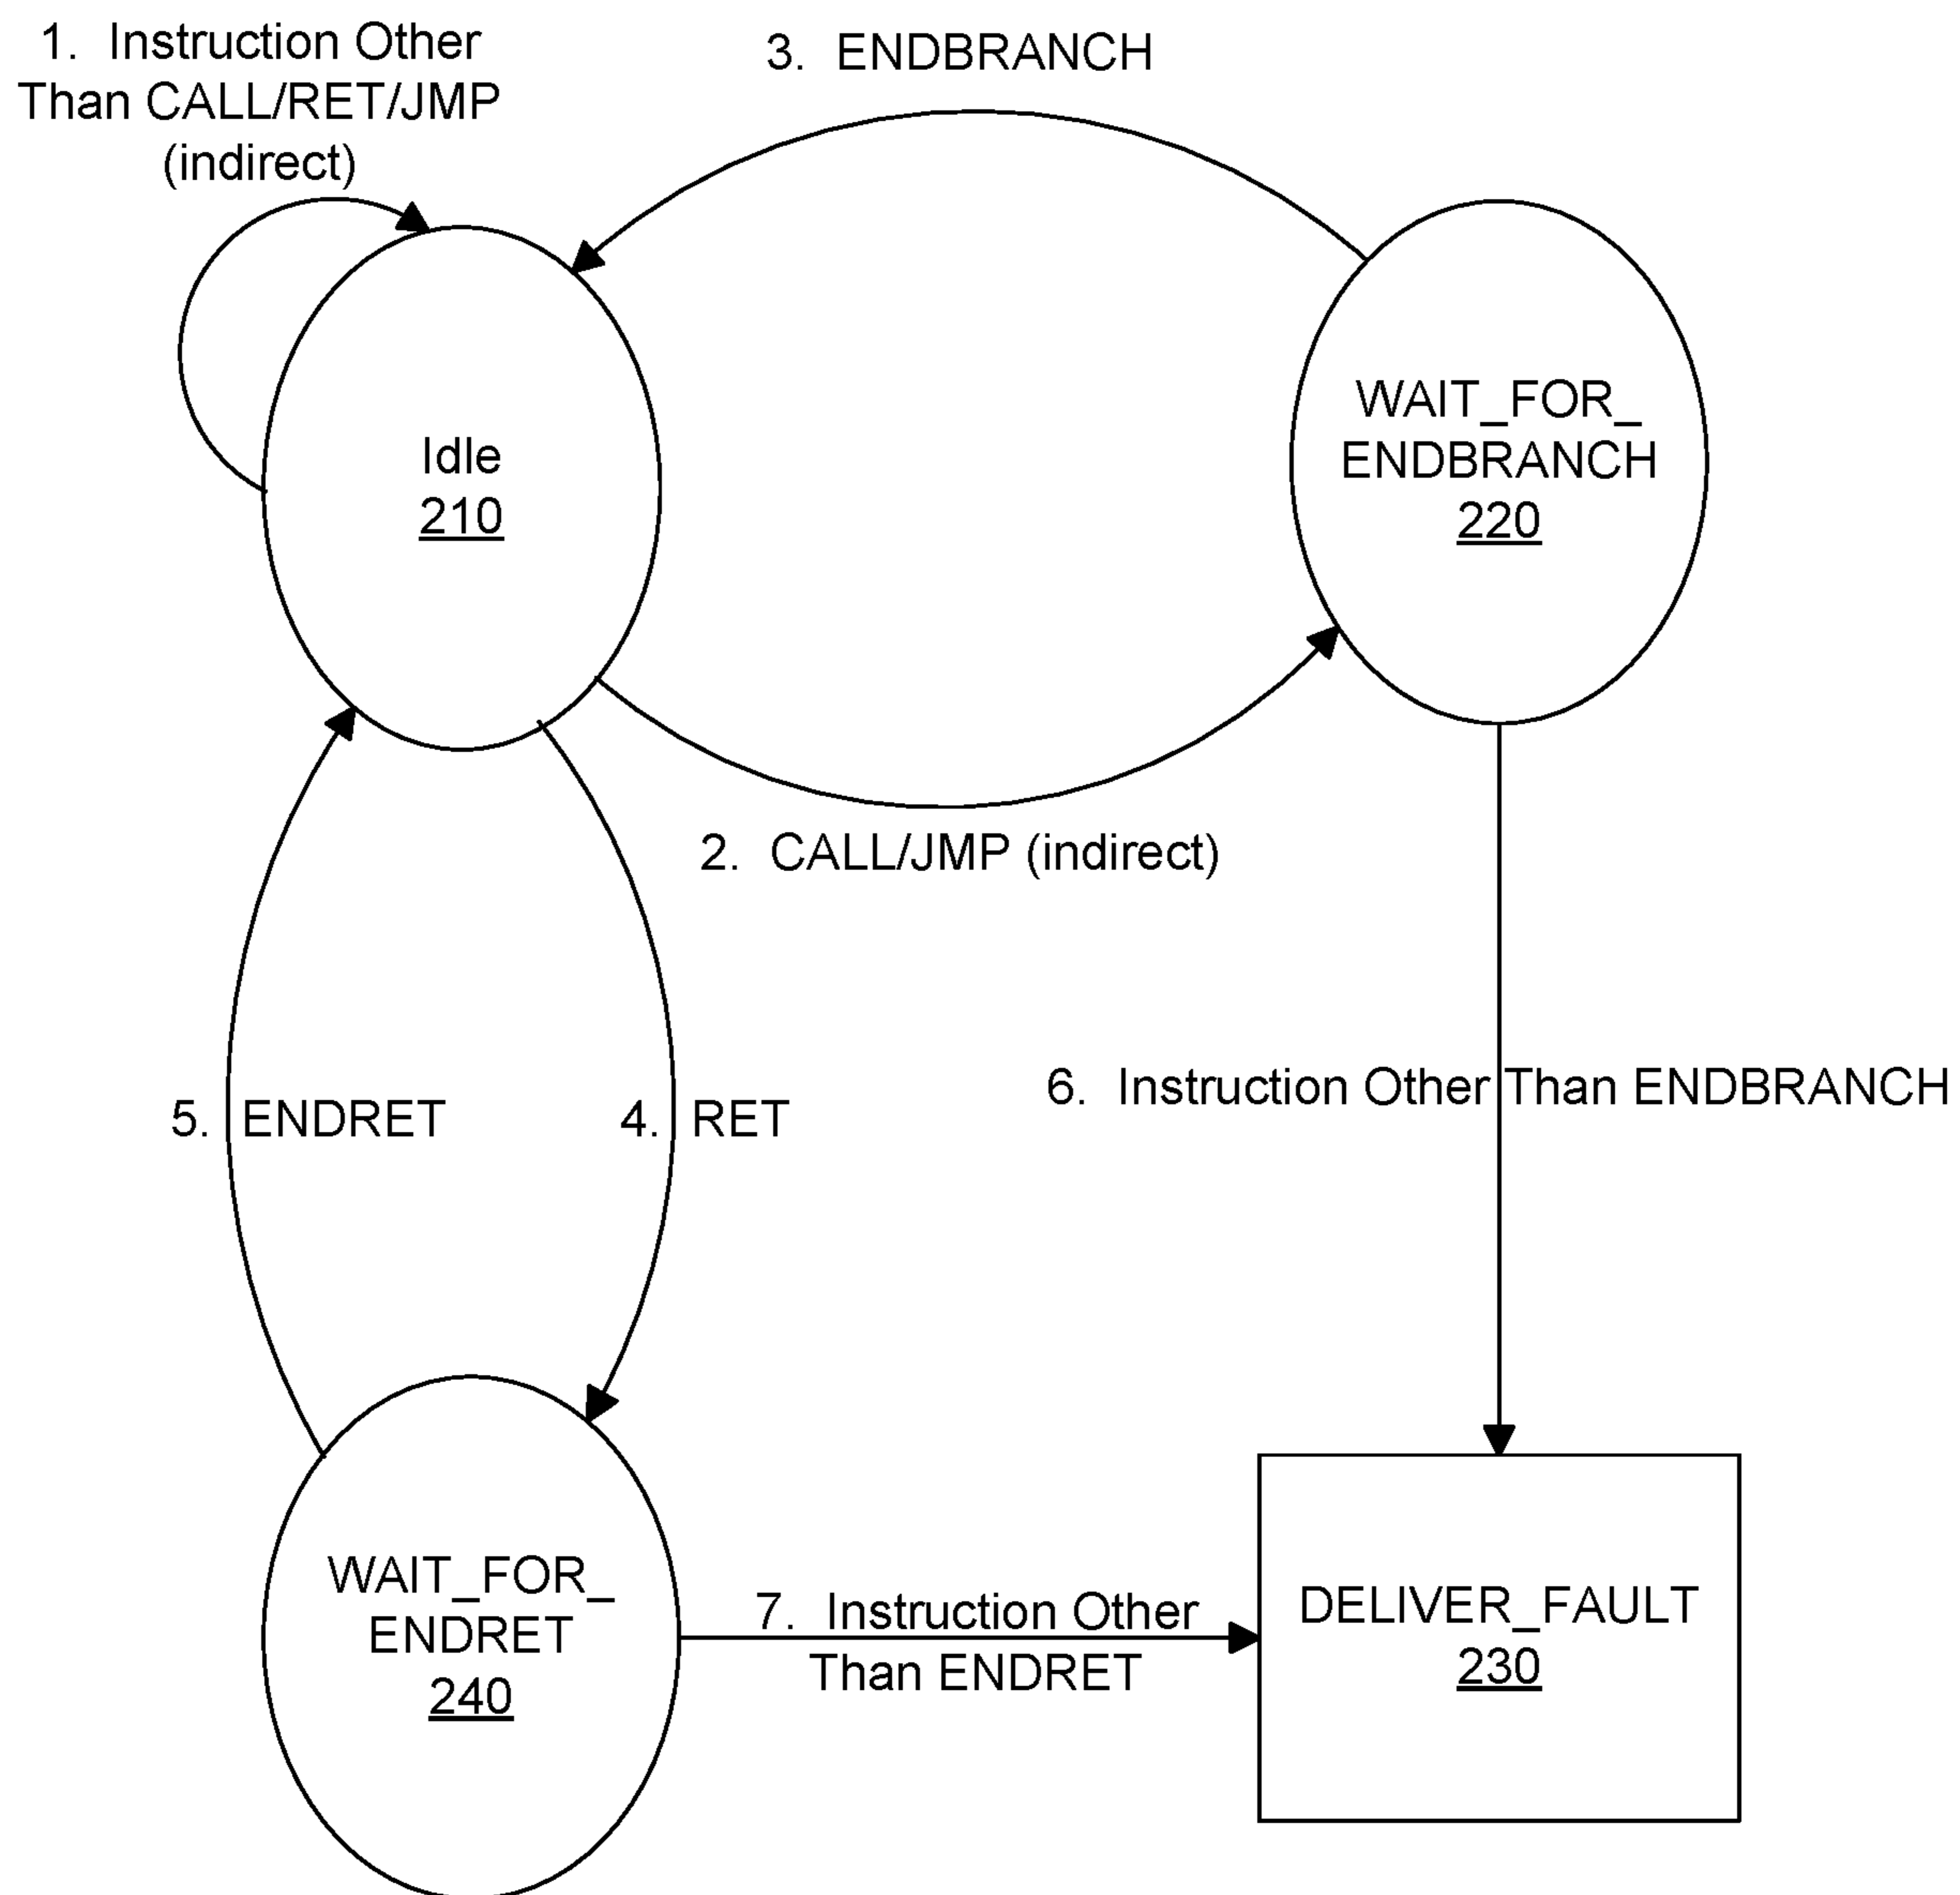 1. Instruction Other
Than CALL/RET/JMP
(indirect)
3. ENDBRANCH
Idle
210
WAIT_FOR_
ENDBRANCH
220
2. CALL/JMP (indirect)
5. ENDRET
4. RET
6. Instruction Other Than ENDBRANCH
WAIT_FOR_
ENDRET
240
7. Instruction Other
Than ENDRET
DELIVER_FAULT
230